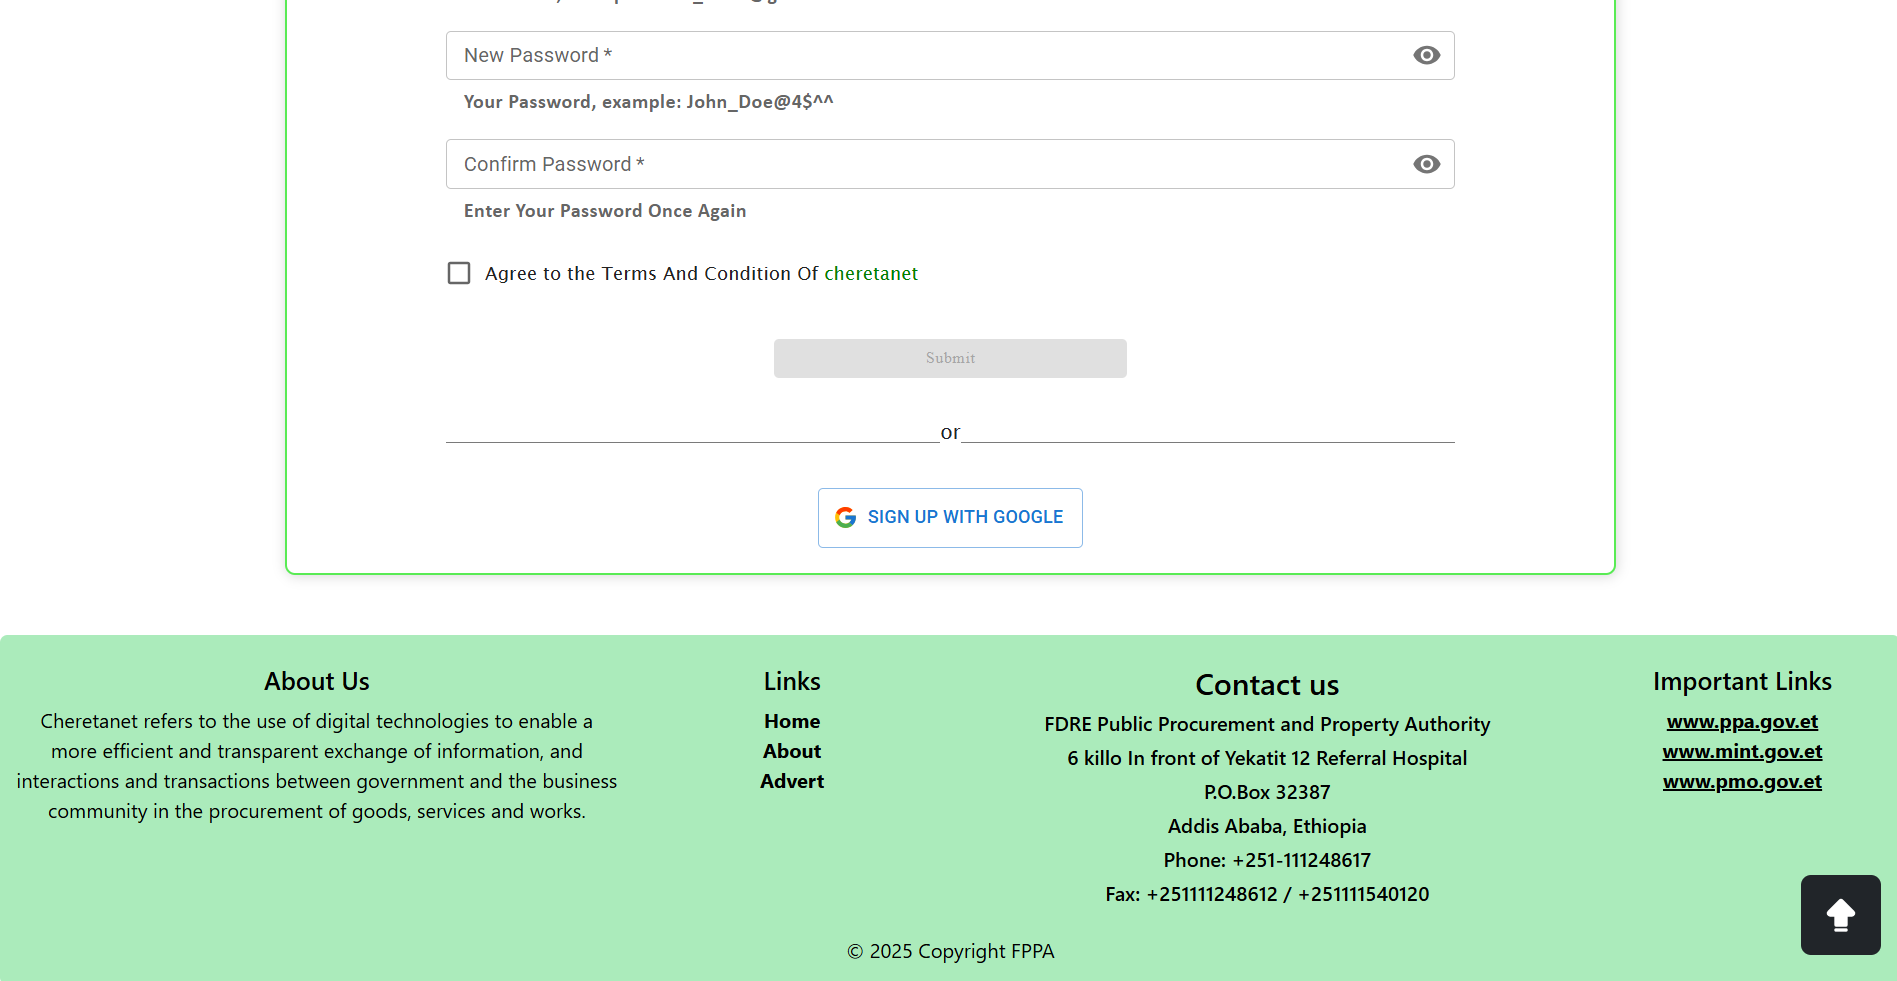 New Password *
Your Password, example: John_Doe@4$^^
Confirm Password *
Enter Your Password Once Again
Agree to the Terms And Condition Of cheretanet
Submit
or
SIGN UP WITH GOOGLE
About Us
Cheretanet refers to the use of digital technologies to enable a
more efficient and transparent exchange of information, and
interactions and transactions between government and the business
community in the procurement of goods, services and works.
Links
Home
About
Advert
Contact us
FDRE Public Procurement and Property Authority
6 killo In front of Yekatit 12 Referral Hospital
P.O.Box 32387
Addis Ababa, Ethiopia
Phone: +251-111248617
Fax: +251111248612 / +251111540120
Important Links
www.ppa.gov.et
www.mint.gov.et
www.pmo.gov.et
© 2025 Copyright FPPA